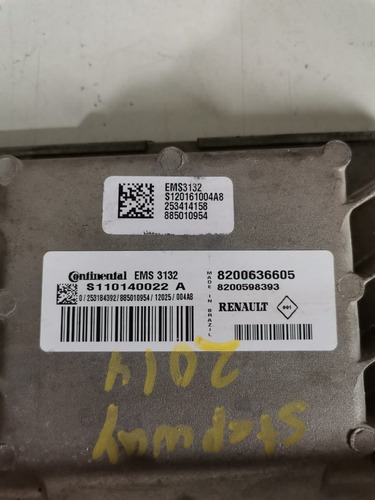 EMS3132
S120161004A8
253414158
885010954
Continental EMS 3132
S110140022 A
0/253184392/885010954/12025/004A8
MADE IN BRAZIL
8200636605
8200598393
RENAULT
001
Stepway
2014